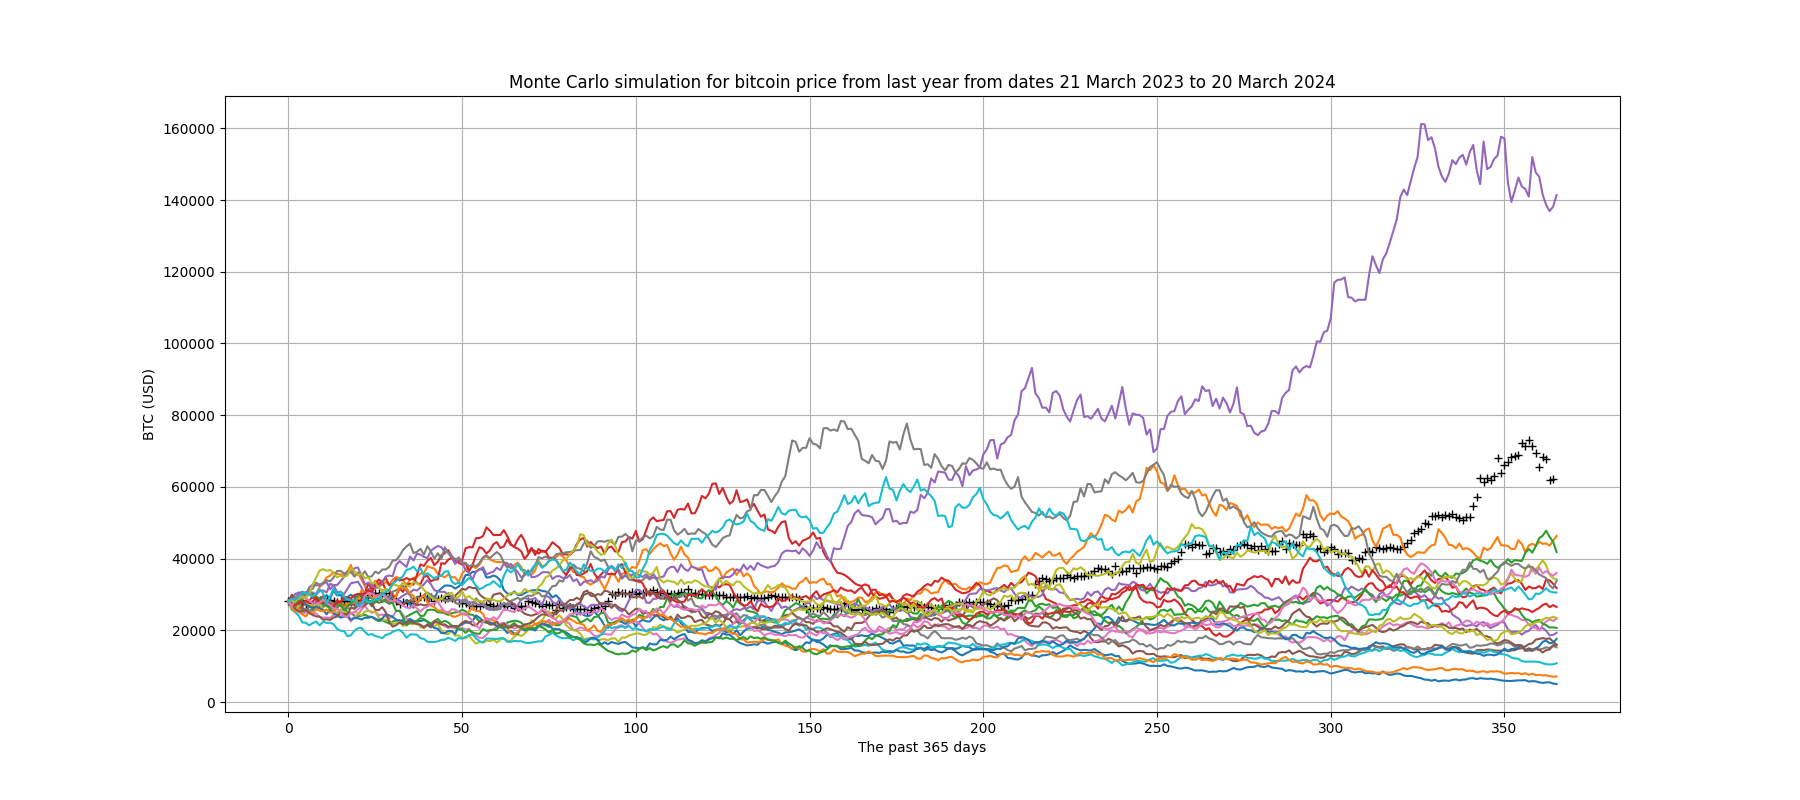 Monte Carlo simulation for bitcoin price from last year from dates 21 March 2023 to 20 March 2024
160000
140000
120000
100000
80000
60000
40000
20000
0
BTC (USD)
0 50 100 150 200 250 300 350
The past 365 days